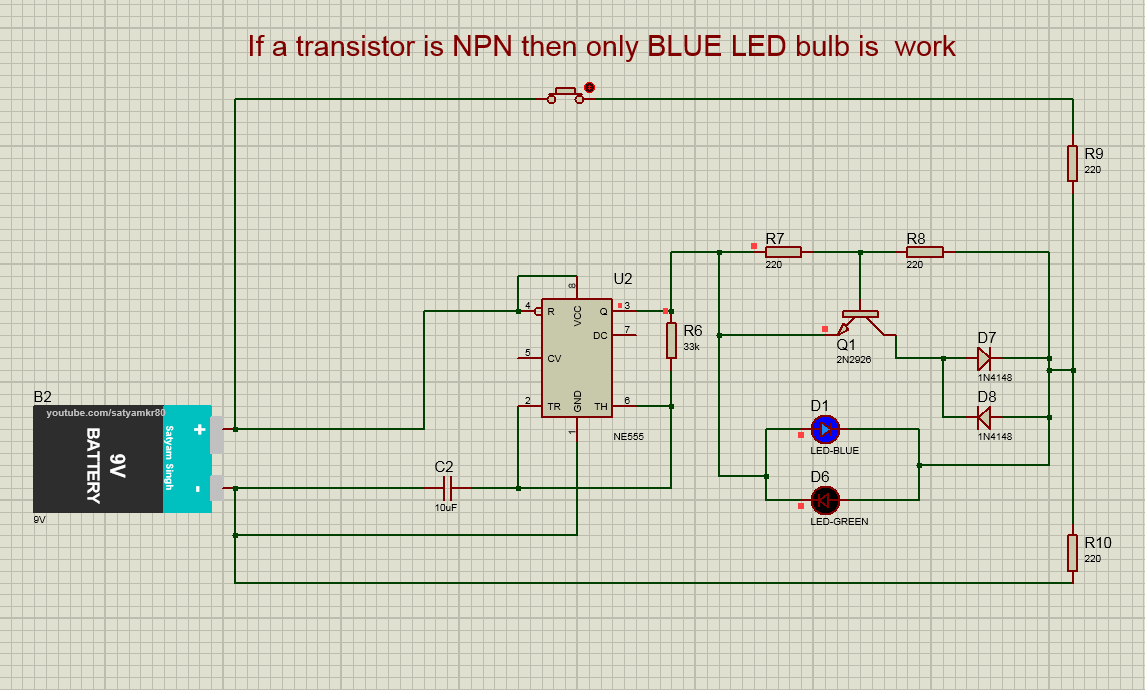 If a transistor is NPN then only BLUE LED bulb is work
R9
220
R7
220
R8
220
U2
8
4
R
VCC
Q
3
DC
7
5
CV
2
TR
GND
TH
6
1
NE555
R6
33k
Q1
2N2926
D7
1N4148
D8
1N4148
B2
youtube.com/satyamkr80
9V
BATTERY
Satyam Singh
+
-
9V
C2
10uF
D1
LED-BLUE
D6
LED-GREEN
R10
220